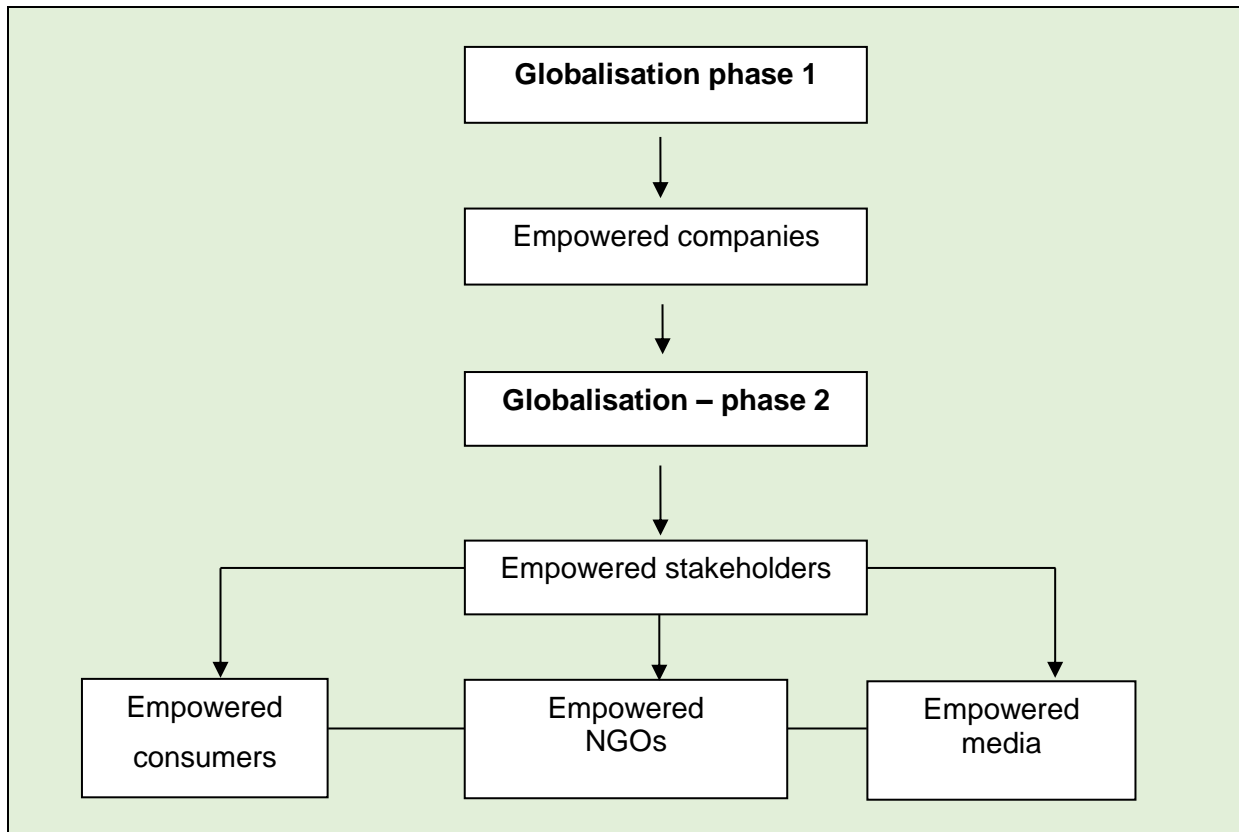 Globalisation phase 1
Empowered companies
Globalisation – phase 2
Empowered stakeholders
Empowered
consumers
Empowered
NGOs
Empowered
media